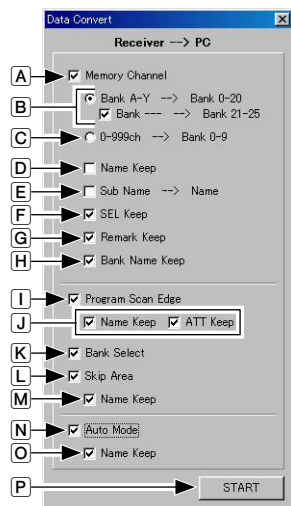 Data Convert
Receiver --> PC
A Memory Channel
B Bank A-Y --> Bank 0-20
Bank --- --> Bank 21-25
C 0-999ch --> Bank 0-9
D Name Keep
E Sub Name --> Name
F SEL Keep
G Remark Keep
H Bank Name Keep
I Program Scan Edge
J Name Keep ATT Keep
K Bank Select
L Skip Area
M Name Keep
N Auto Mode
O Name Keep
P START